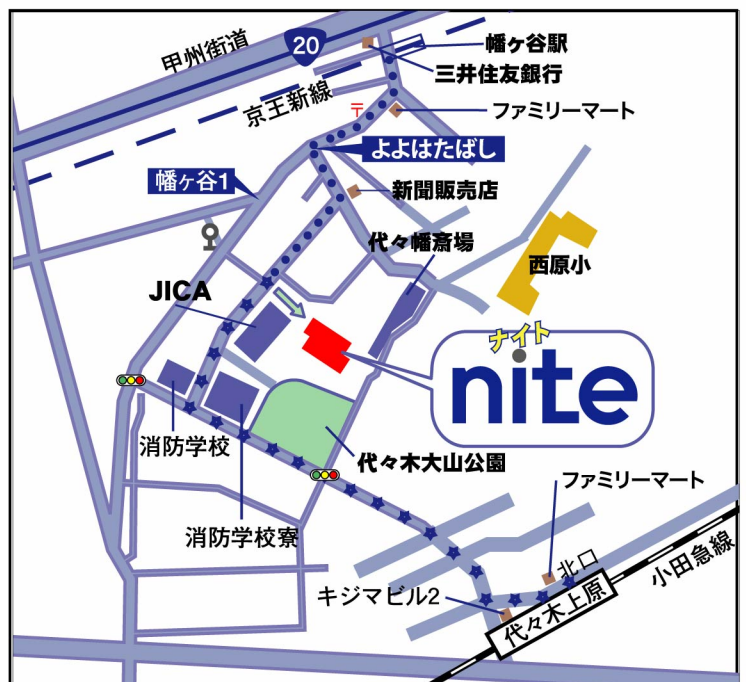 甲州街道
20
幡ヶ谷駅
三井住友銀行
京王新線
〒
ファミリーマート
よよはたばし
幡ヶ谷1
新聞販売店
代々幡斎場
西原小
JICA
ナイト
nite
消防学校
代々木大山公園
消防学校寮
ファミリーマート
北口
小田急線
キジマビル2
代々木上原